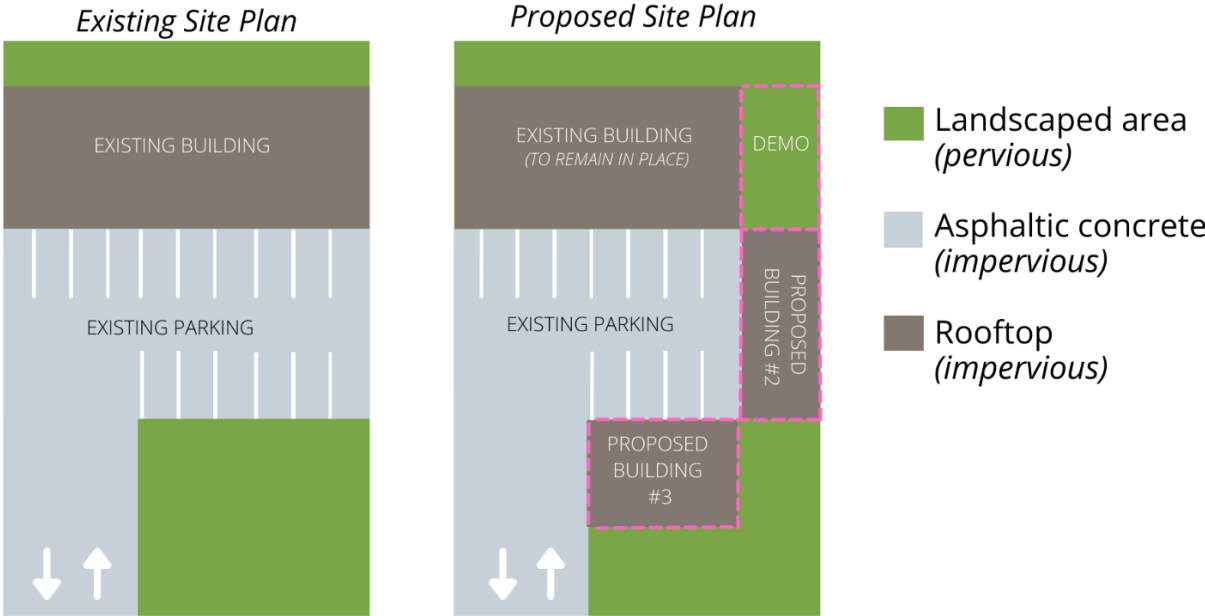 Existing Site Plan
EXISTING BUILDING
EXISTING PARKING
Proposed Site Plan
EXISTING BUILDING
(TO REMAIN IN PLACE)
DEMO
EXISTING PARKING
PROPOSED
BUILDING #2
PROPOSED
BUILDING
#3
Landscaped area
(pervious)
Asphaltic concrete
(impervious)
Rooftop
(impervious)